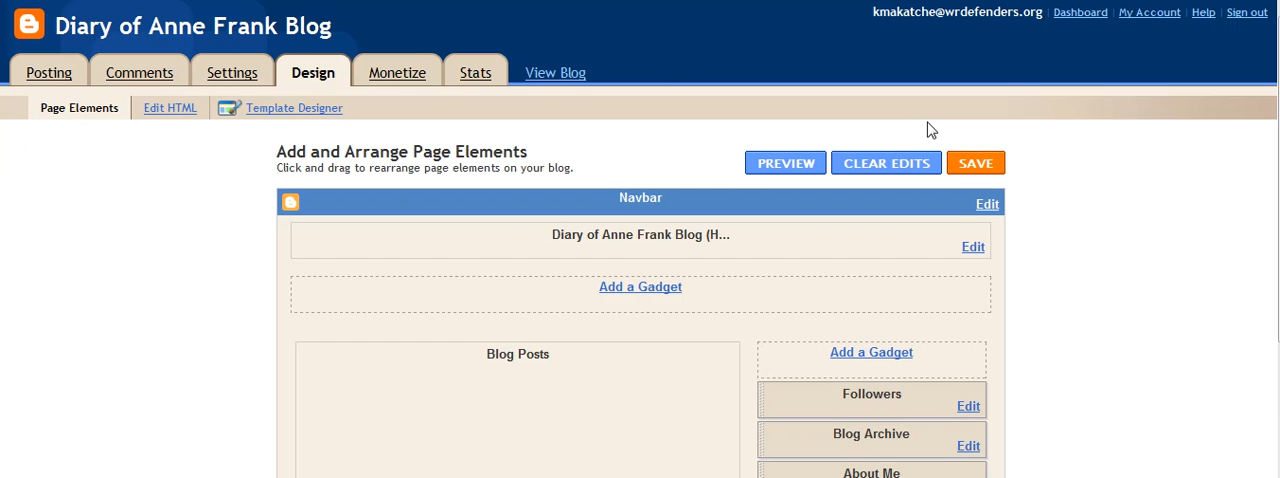 Diary of Anne Frank Blog
kmakatche@wrdefenders.org | Dashboard | My Account | Help | Sign out
Posting Comments Settings Design Monetize Stats View Blog
Page Elements Edit HTML Template Designer
Add and Arrange Page Elements
Click and drag to rearrange page elements on your blog.
PREVIEW CLEAR EDITS SAVE
Navbar
Edit
Diary of Anne Frank Blog (H...
Edit
Add a Gadget
Blog Posts
Add a Gadget
Followers
Edit
Blog Archive
Edit
About Me